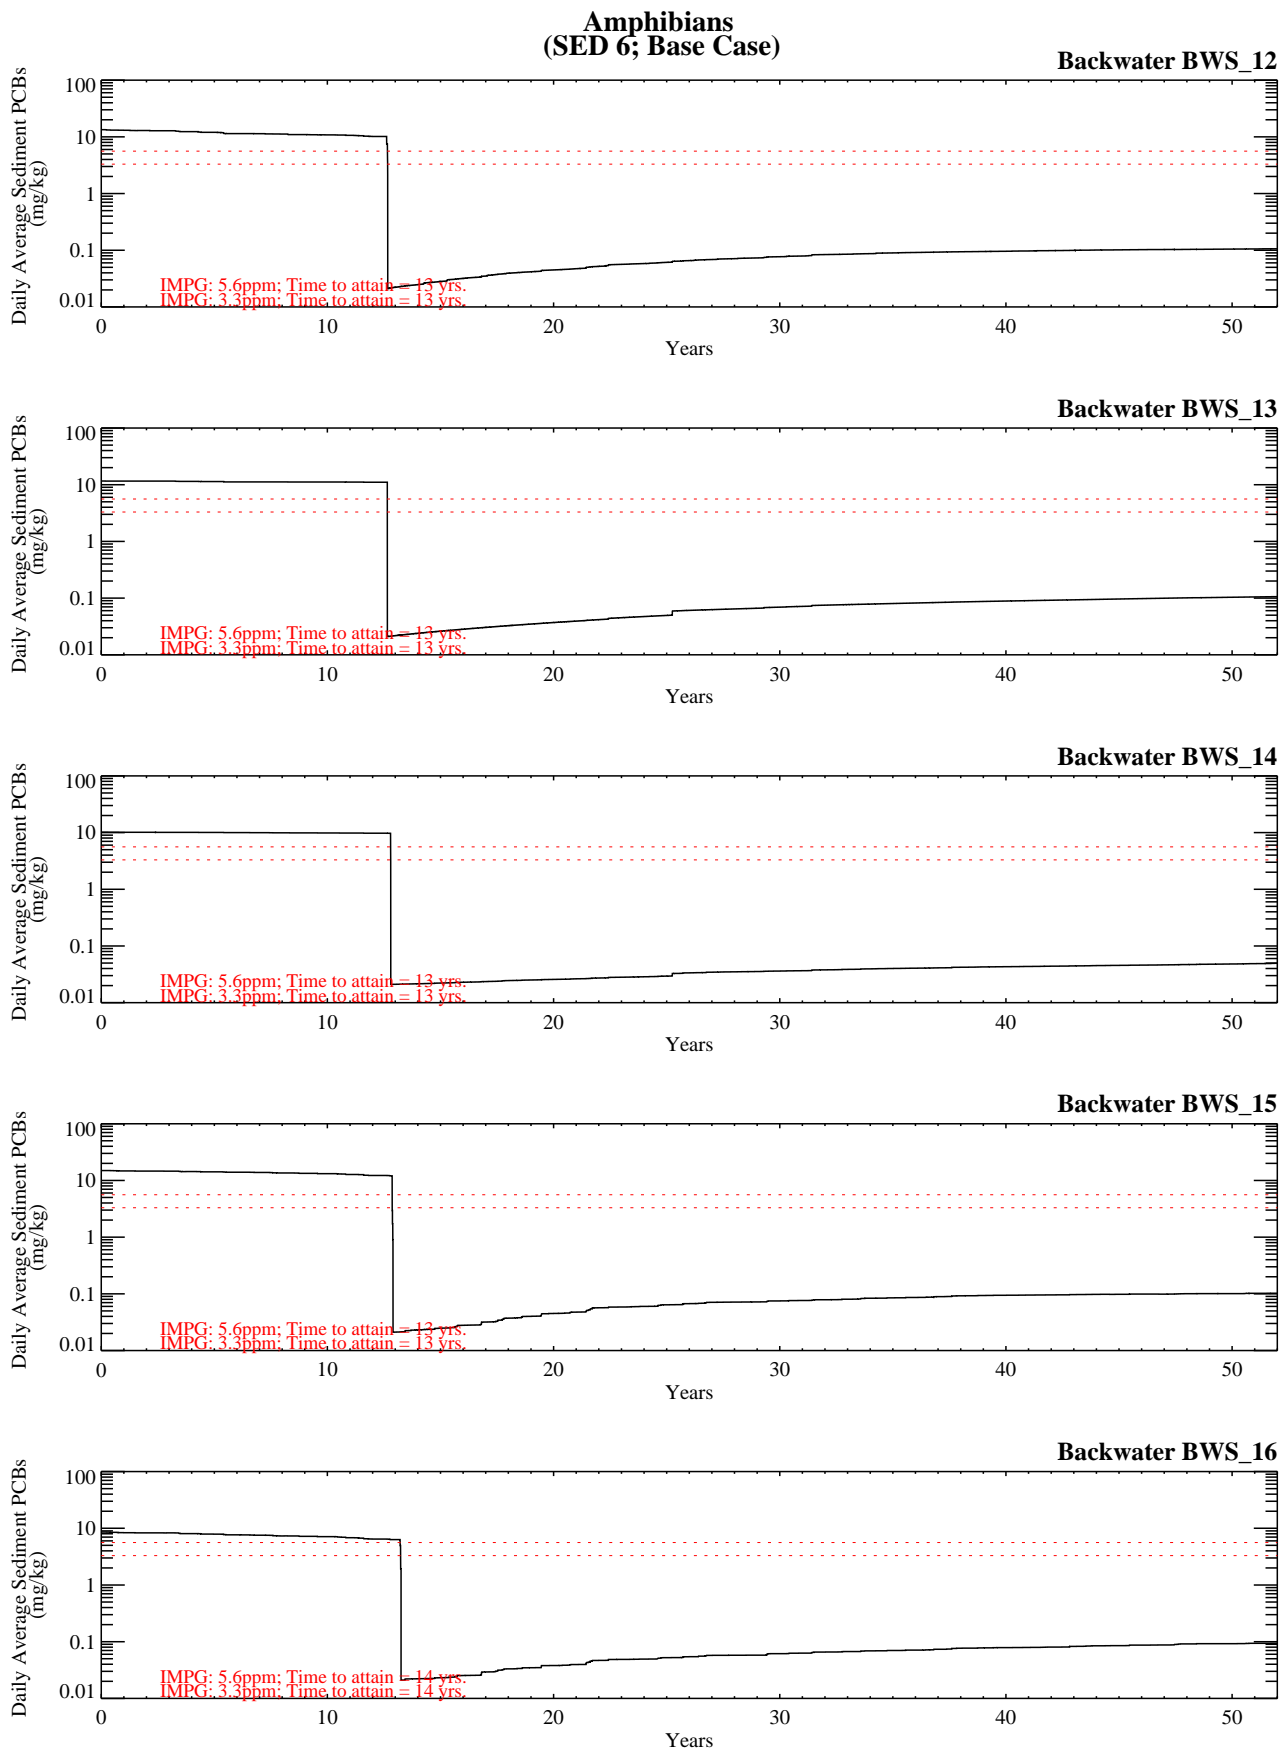 Amphibians
(SED 6; Base Case)
Backwater BWS_12
Daily Average Sediment PCBs
(mg/kg)
100
10
1
0.1
0.01
IMPG: 5.6ppm; Time to attain = 13 yrs.
IMPG: 3.3ppm; Time to attain = 13 yrs.
0 10 20 30 40 50
Years
Backwater BWS_13
Daily Average Sediment PCBs
(mg/kg)
100
10
1
0.1
0.01
IMPG: 5.6ppm; Time to attain = 13 yrs.
IMPG: 3.3ppm; Time to attain = 13 yrs.
0 10 20 30 40 50
Years
Backwater BWS_14
Daily Average Sediment PCBs
(mg/kg)
100
10
1
0.1
0.01
IMPG: 5.6ppm; Time to attain = 13 yrs.
IMPG: 3.3ppm; Time to attain = 13 yrs.
0 10 20 30 40 50
Years
Backwater BWS_15
Daily Average Sediment PCBs
(mg/kg)
100
10
1
0.1
0.01
IMPG: 5.6ppm; Time to attain = 13 yrs.
IMPG: 3.3ppm; Time to attain = 13 yrs.
0 10 20 30 40 50
Years
Backwater BWS_16
Daily Average Sediment PCBs
(mg/kg)
100
10
1
0.1
0.01
IMPG: 5.6ppm; Time to attain = 14 yrs.
IMPG: 3.3ppm; Time to attain = 14 yrs.
0 10 20 30 40 50
Years